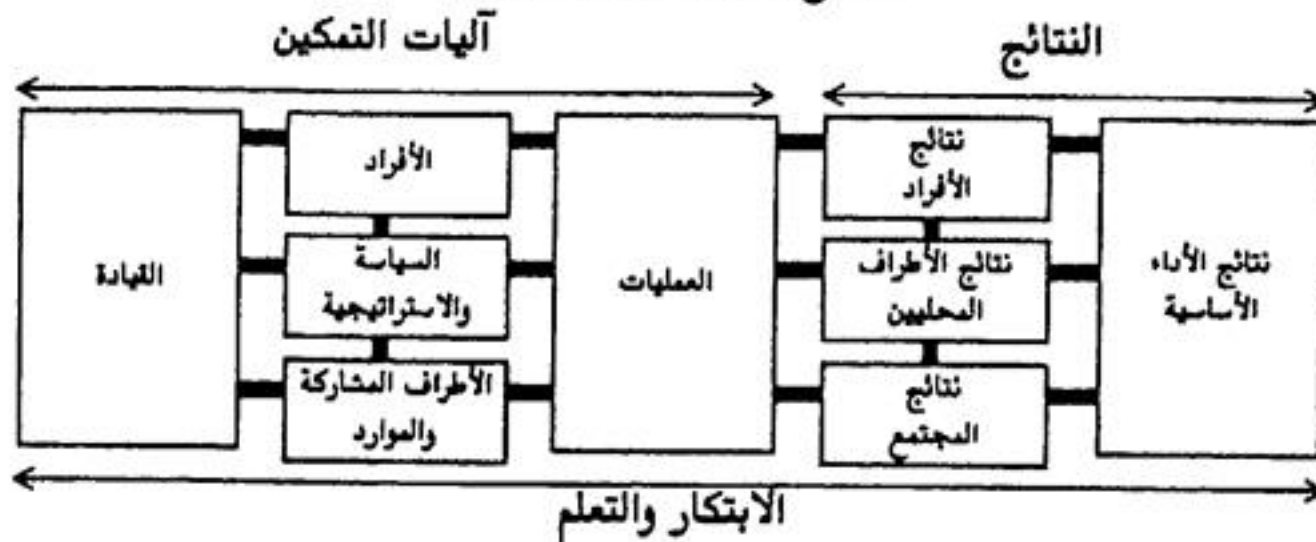 آليات التمكين
النتائج
القيادة
الأفراد
السياسة
والاستراتيجية
الأطراف المشاركة
والموارد
العمليات
نتائج
الأفراد
نتائج الأطراف
المحليين
نتائج
المجتمع
نتائج الأداء
الأساسية
الابتكار والتعلم